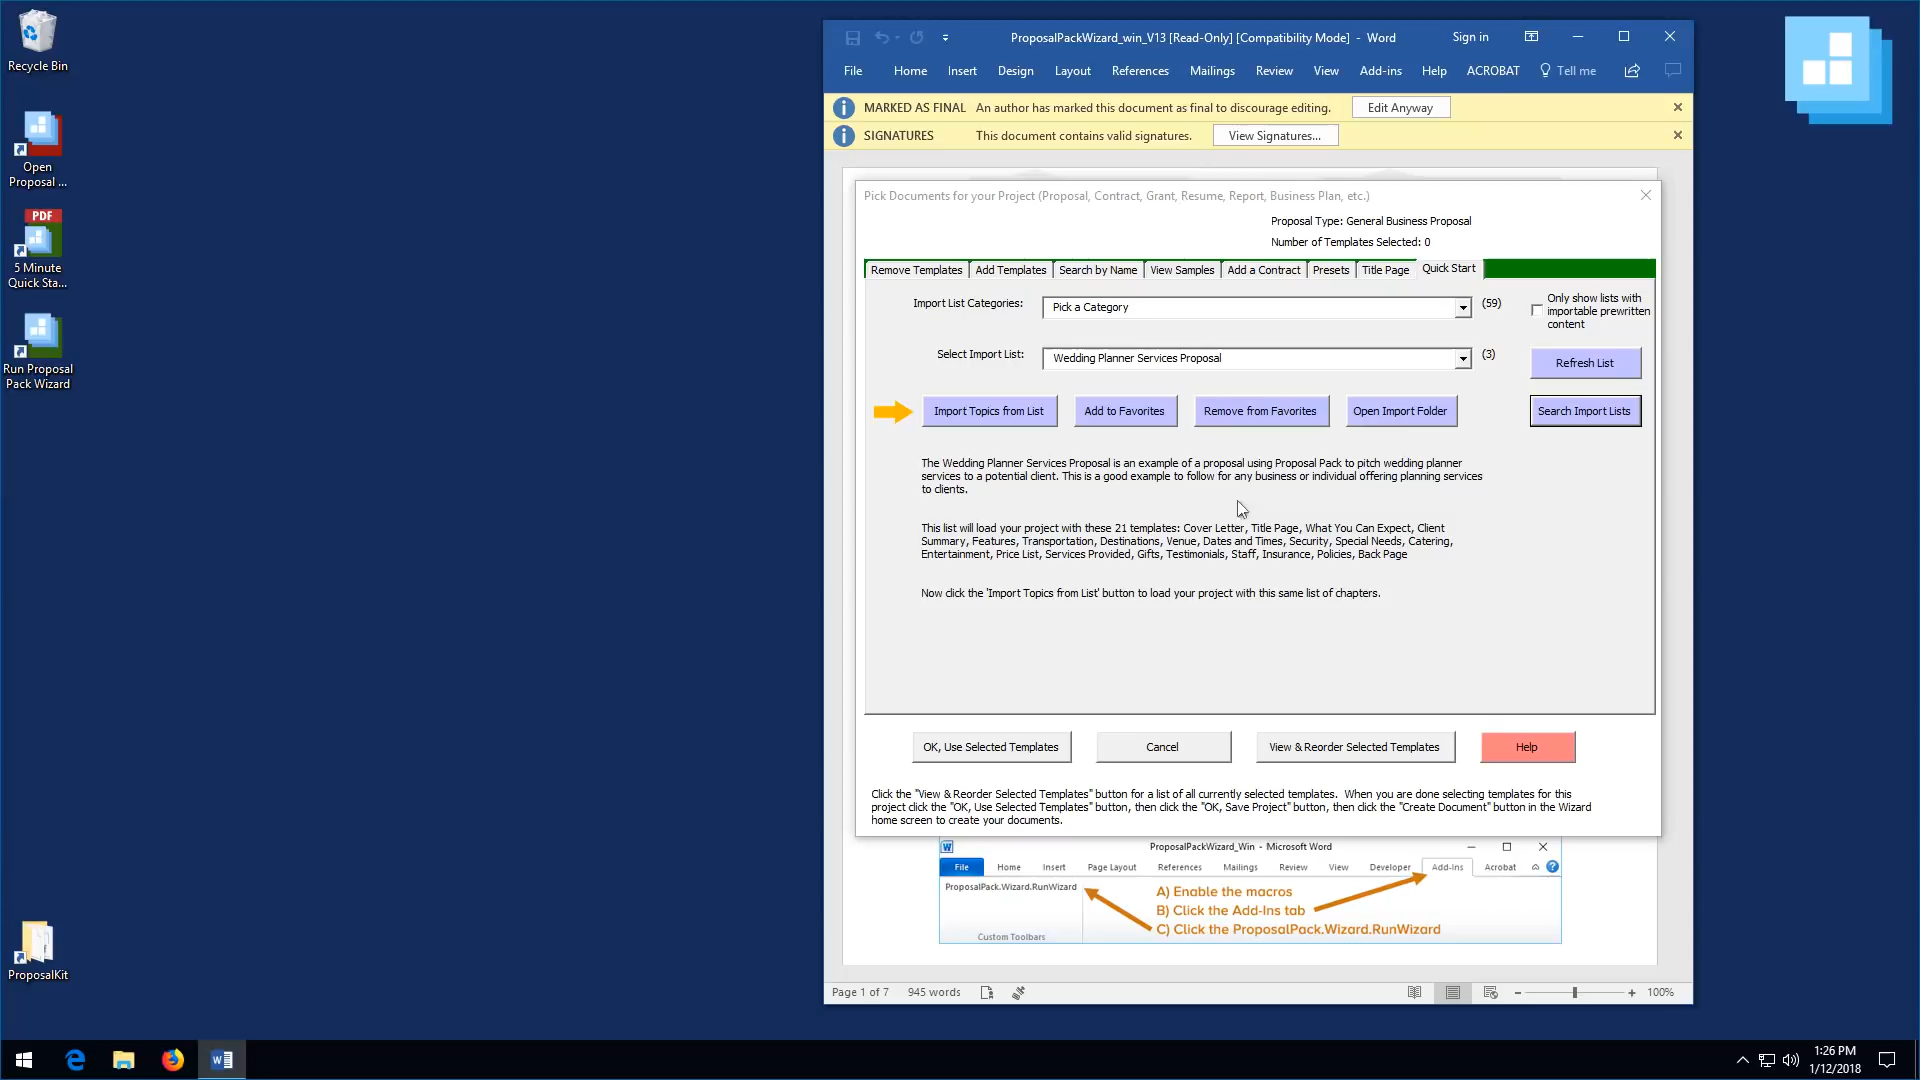 Recycle Bin
Open
Proposal ...
PDF
5 Minute
Quick Sta...
Run Proposal
Pack Wizard
ProposalKit
ProposalPackWizard_win_V13 [Read-Only] [Compatibility Mode] - Word
Sign in
File Home Insert Design Layout References Mailings Review View Add-ins Help ACROBAT Tell me
MARKED AS FINAL An author has marked this document as final to discourage editing. Edit Anyway
SIGNATURES This document contains valid signatures. View Signatures...
Pick Documents for your Project (Proposal, Contract, Grant, Resume, Report, Business Plan, etc.)
Proposal Type: General Business Proposal
Number of Templates Selected: 0
Remove Templates Add Templates Search by Name View Samples Add a Contract Presets Title Page Quick Start
Import List Categories: Pick a Category (59)
Only show lists with
importable prewritten
content
Select Import List: Wedding Planner Services Proposal (3)
Refresh List
Import Topics from List Add to Favorites Remove from Favorites Open Import Folder Search Import Lists
The Wedding Planner Services Proposal is an example of a proposal using Proposal Pack to pitch wedding planner
services to a potential client. This is a good example to follow for any business or individual offering planning services
to clients.
This list will load your project with these 21 templates: Cover Letter, Title Page, What You Can Expect, Client
Summary, Features, Transportation, Destinations, Venue, Dates and Times, Security, Special Needs, Catering,
Entertainment, Price List, Services Provided, Gifts, Testimonials, Staff, Insurance, Policies, Back Page
Now click the 'Import Topics from List' button to load your project with this same list of chapters.
OK, Use Selected Templates Cancel View & Reorder Selected Templates Help
Click the "View & Reorder Selected Templates" button for a list of all currently selected templates. When you are done selecting templates for this
project click the "OK, Use Selected Templates" button, then click the "OK, Save Project" button, then click the "Create Document" button in the Wizard
home screen to create your documents.
W ProposalPackWizard_Win - Microsoft Word
File Home Insert Page Layout References Mailings Review View Developer Add-Ins Acrobat
ProposalPack.Wizard.RunWizard
A) Enable the macros
B) Click the Add-Ins tab
C) Click the ProposalPack.Wizard.RunWizard
Custom Toolbars
Page 1 of 7 945 words 100%
1:26 PM
1/12/2018